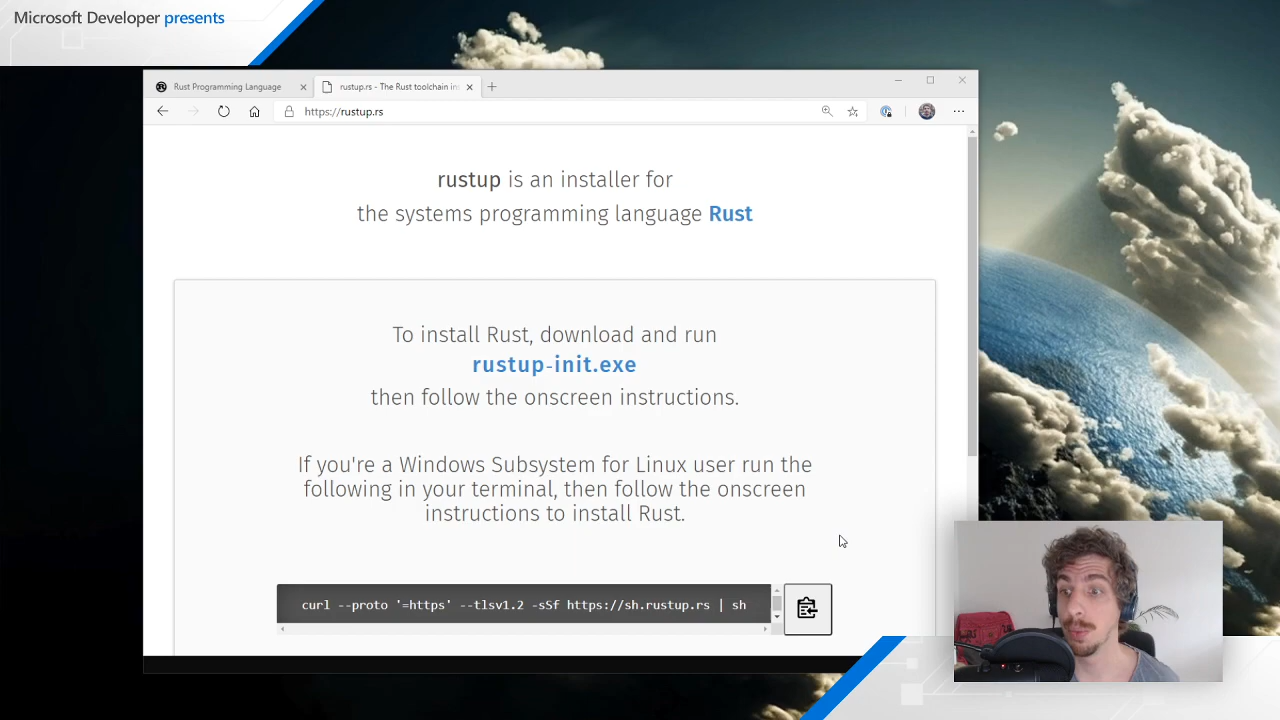 Microsoft Developer presents
Rust Programming Language
rustup.rs - The Rust toolchain in
https://rustup.rs
rustup is an installer for
the systems programming language Rust
To install Rust, download and run
rustup-init.exe
then follow the onscreen instructions.
If you're a Windows Subsystem for Linux user run the
following in your terminal, then follow the onscreen
instructions to install Rust.
curl --proto '=https' --tlsv1.2 -sSf https://sh.rustup.rs | sh